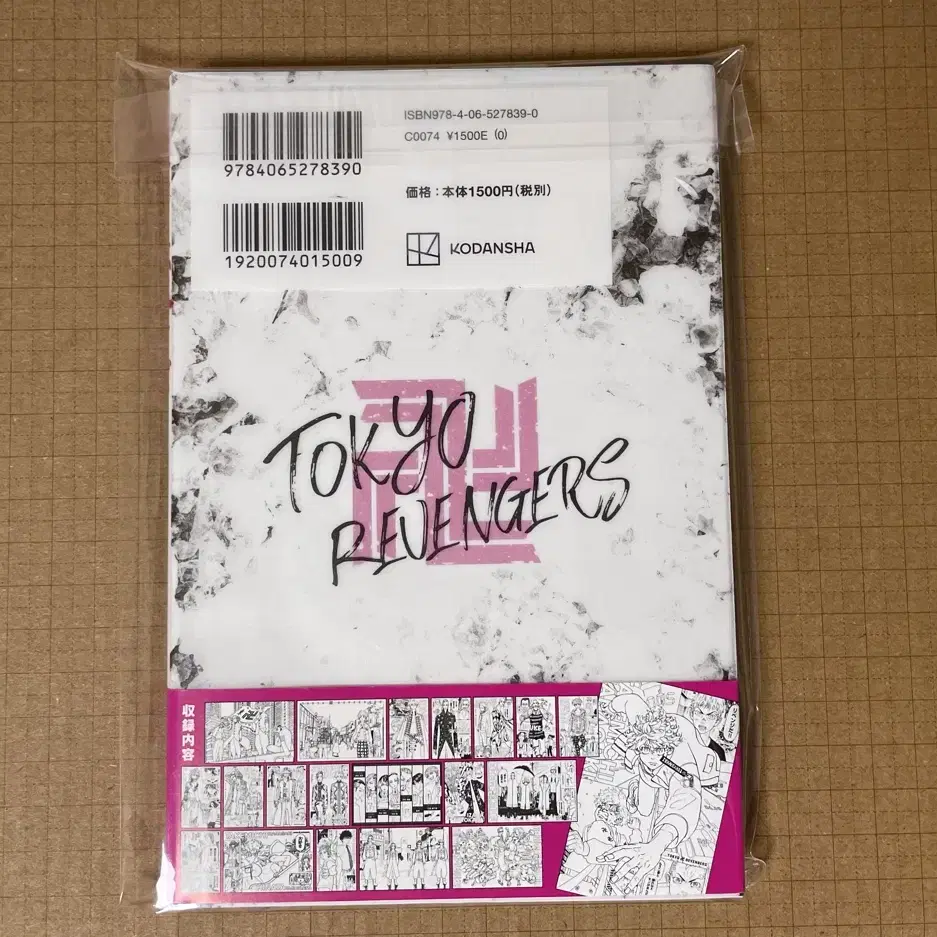 ISBN978-4-06-527839-0
C0074 ¥1500E (0)
9784065278390
価格：本体1500円(税別)
1920074015009
KODANSHA
TOKYO
REVENGERS
収録内容